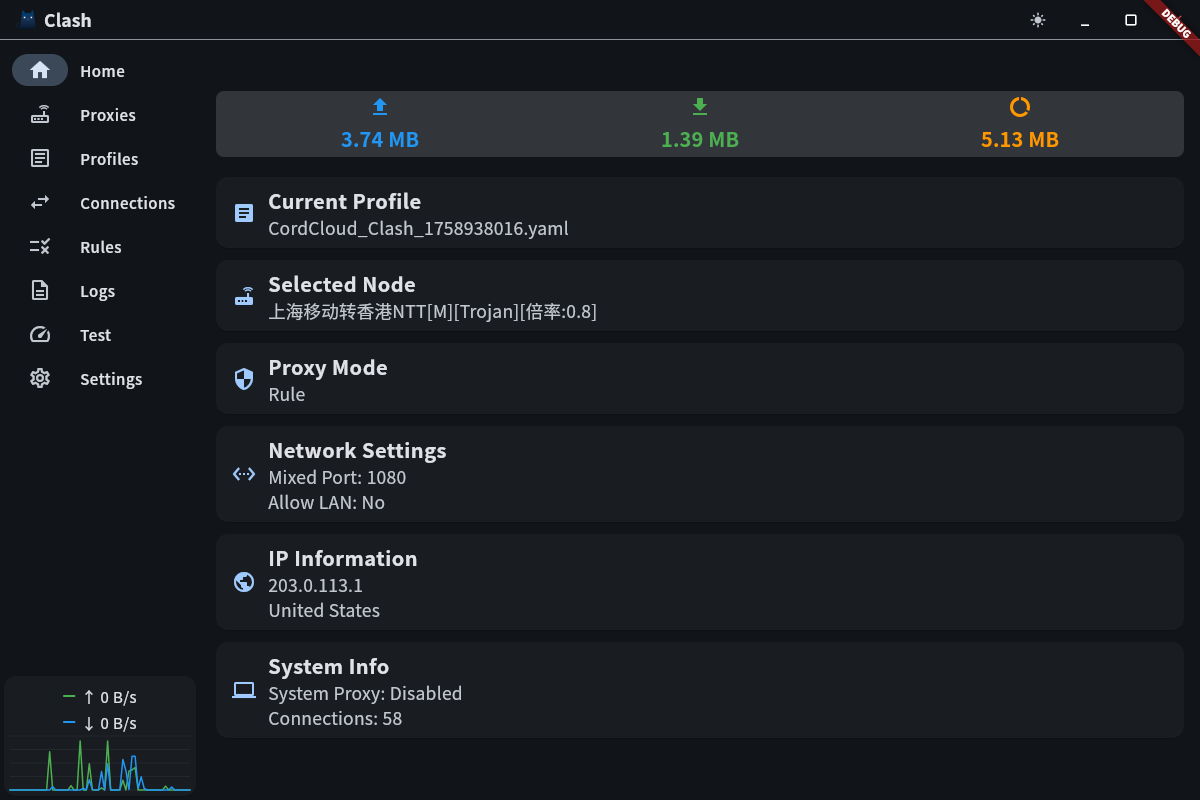 Clash
DEBUG
Home
Proxies
Profiles
Connections
Rules
Logs
Test
Settings
3.74 MB
1.39 MB
5.13 MB
Current Profile
CordCloud_Clash_1758938016.yaml
Selected Node
上海移动转香港NTT[M][Trojan][倍率:0.8]
Proxy Mode
Rule
Network Settings
Mixed Port: 1080
Allow LAN: No
IP Information
203.0.113.1
United States
System Info
System Proxy: Disabled
Connections: 58
↑ 0 B/s
↓ 0 B/s